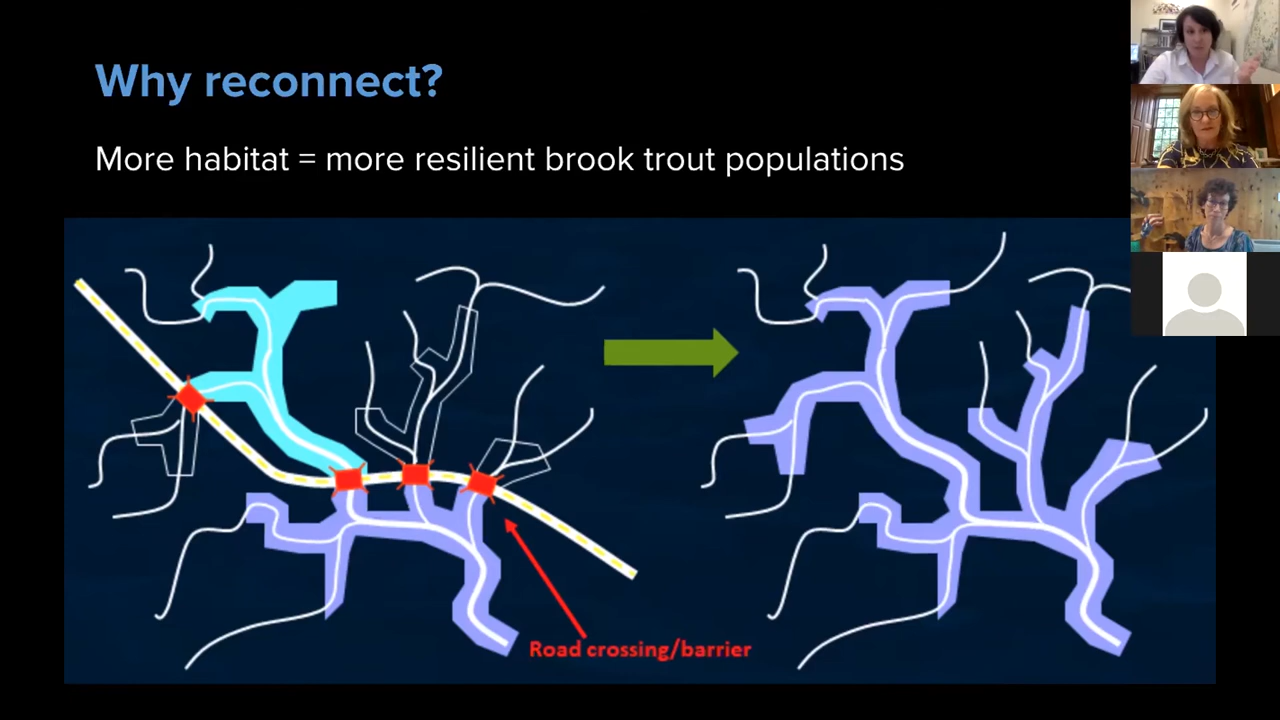 Why reconnect?
More habitat = more resilient brook trout populations
Road crossing/barrier